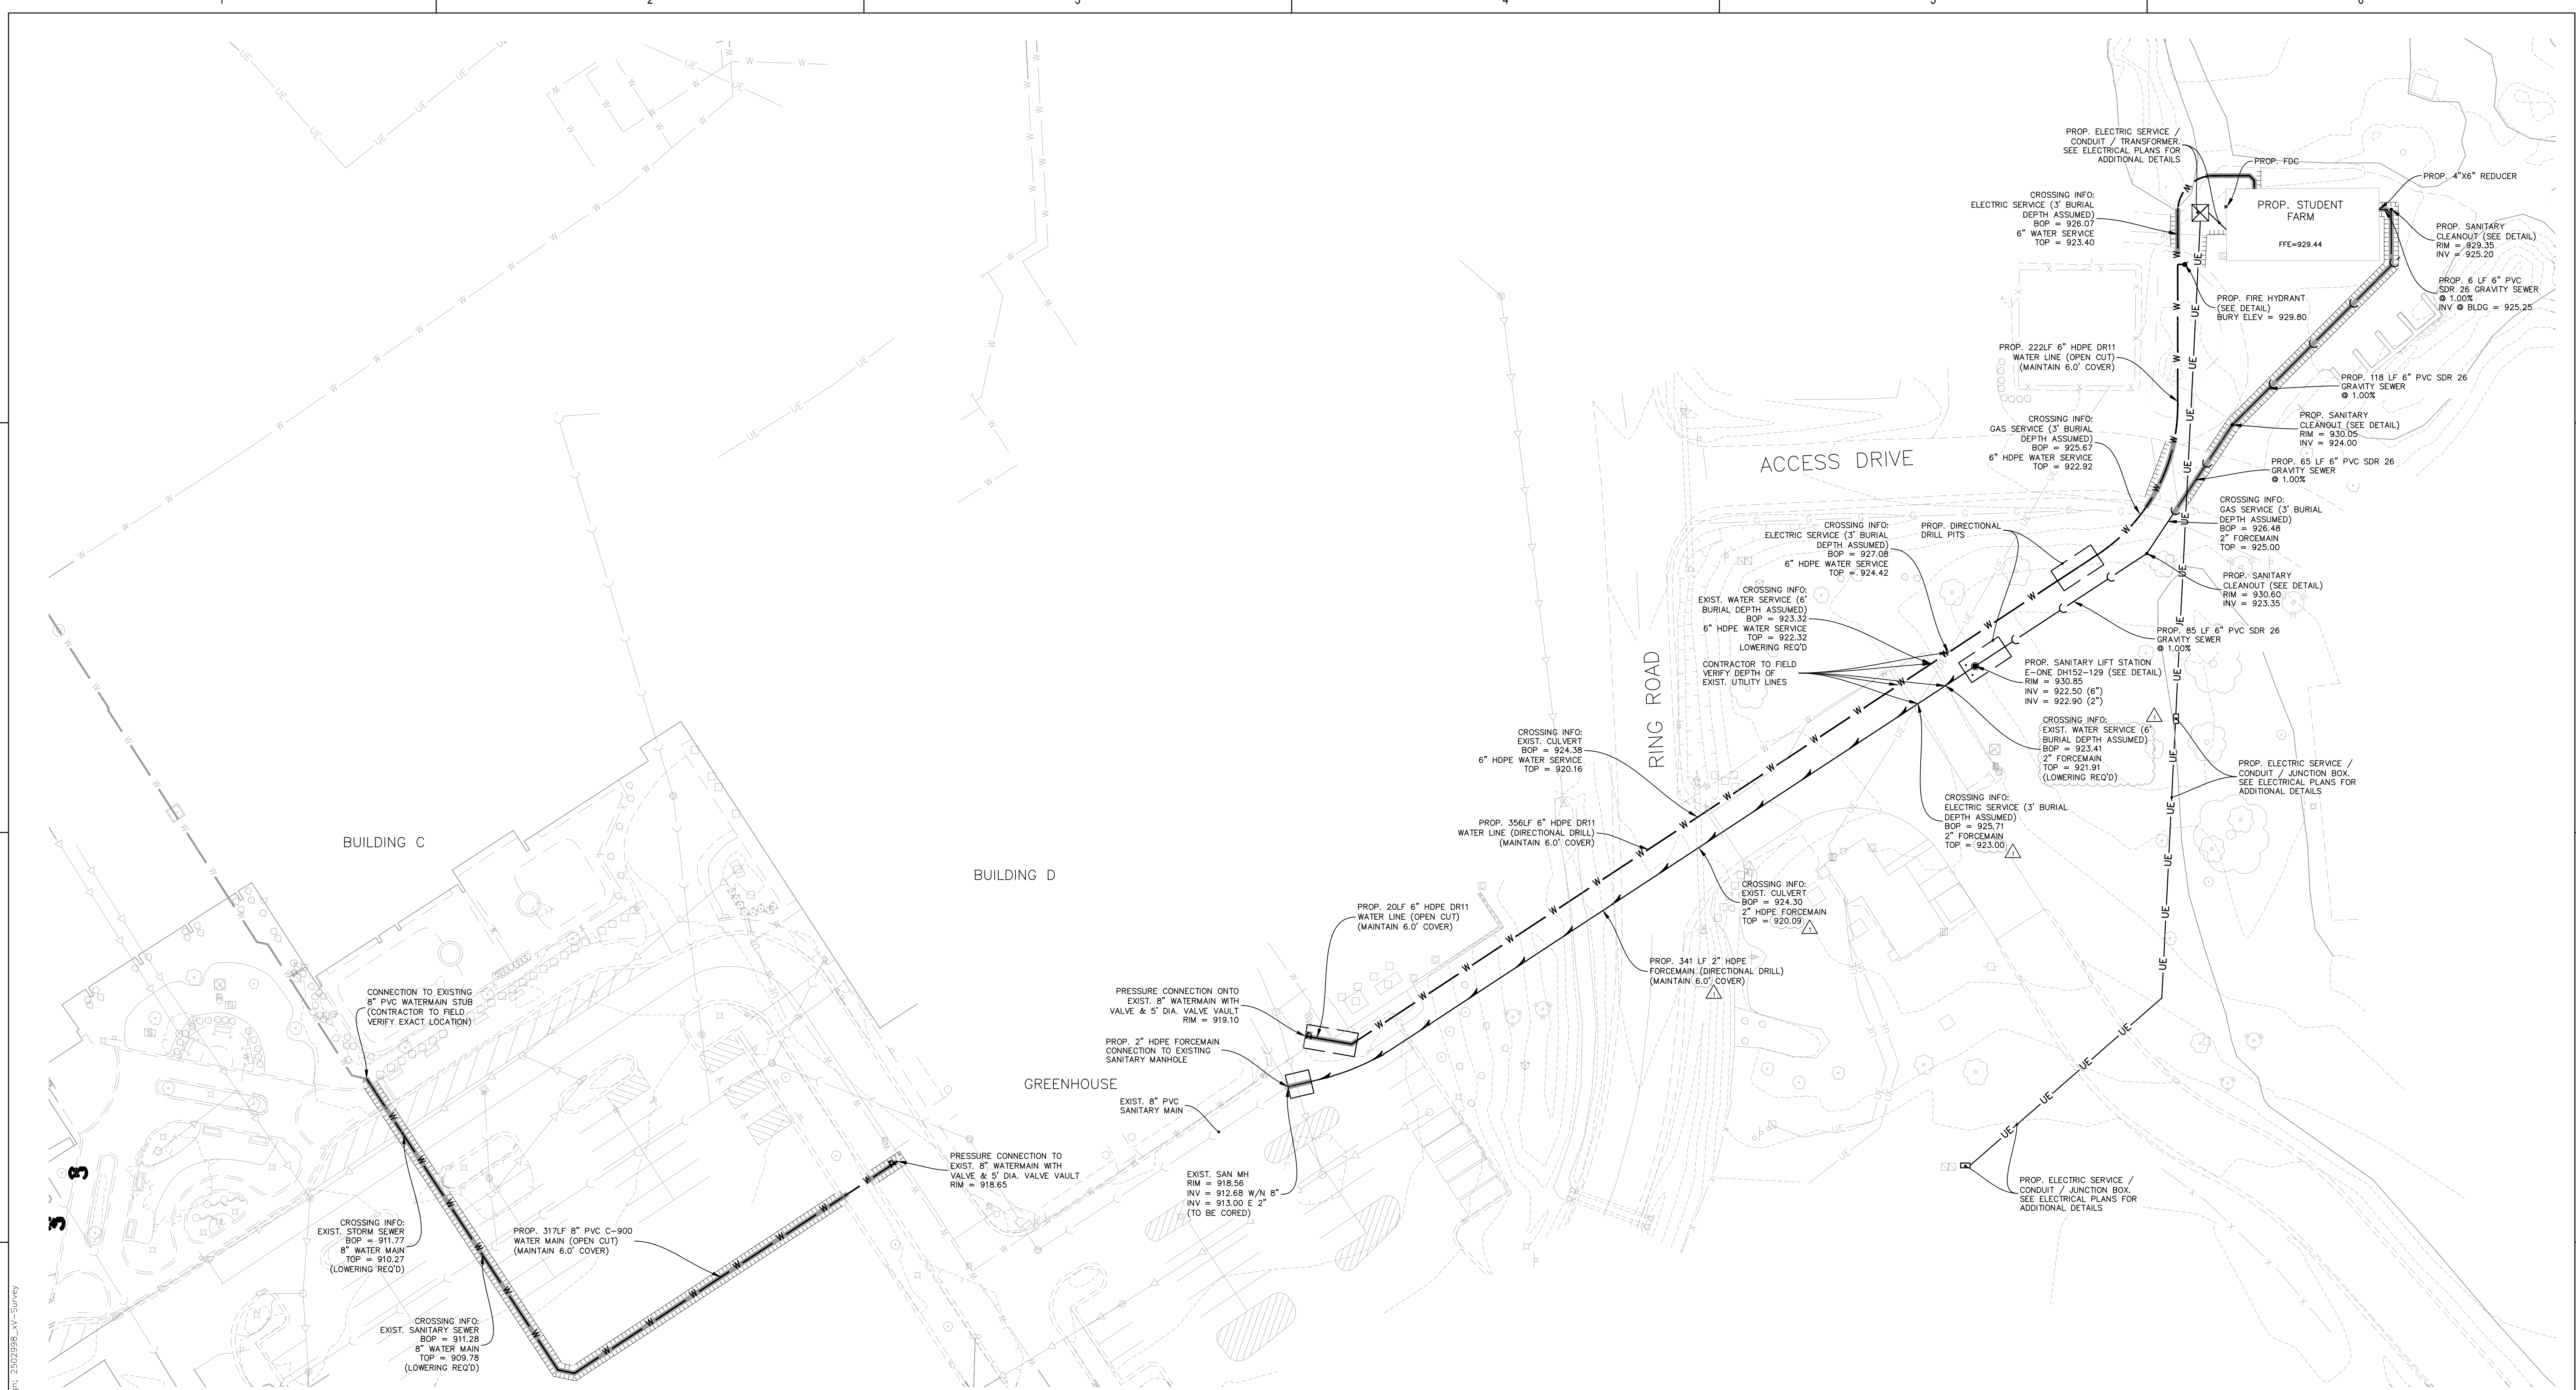 PROP. ELECTRIC SERVICE /
CONDUIT / TRANSFORMER.
SEE ELECTRICAL PLANS FOR
ADDITIONAL DETAILS
PROP. FDC
PROP. 4"X6" REDUCER
CROSSING INFO:
ELECTRIC SERVICE (3' BURIAL
DEPTH ASSUMED)
BOP = 926.07
6" WATER SERVICE
TOP = 923.40
PROP. STUDENT
FARM
FFE=929.44
PROP. SANITARY
CLEANOUT (SEE DETAIL)
RIM = 929.35
INV = 925.20
PROP. 6 LF 6" PVC
SDR 26 GRAVITY SEWER
@ 1.00%
INV @ BLDG = 925.25
PROP. FIRE HYDRANT
(SEE DETAIL)
BURY ELEV = 929.80
PROP. 222LF 6" HDPE DR11
WATER LINE (OPEN CUT)
(MAINTAIN 6.0' COVER)
PROP. 118 LF 6" PVC SDR 26
GRAVITY SEWER
@ 1.00%
CROSSING INFO:
GAS SERVICE (3' BURIAL
DEPTH ASSUMED)
BOP = 925.67
6" HDPE WATER SERVICE
TOP = 922.92
PROP. SANITARY
CLEANOUT (SEE DETAIL)
RIM = 930.05
INV = 924.00
ACCESS DRIVE
PROP. 65 LF 6" PVC SDR 26
GRAVITY SEWER
@ 1.00%
CROSSING INFO:
GAS SERVICE (3' BURIAL
DEPTH ASSUMED)
BOP = 926.48
2" FORCEMAIN
TOP = 925.00
CROSSING INFO:
ELECTRIC SERVICE (3' BURIAL
DEPTH ASSUMED)
BOP = 927.08
6" HDPE WATER SERVICE
TOP = 924.42
PROP. DIRECTIONAL
DRILL PITS
PROP. SANITARY
CLEANOUT (SEE DETAIL)
RIM = 930.60
INV = 923.35
CROSSING INFO:
EXIST. WATER SERVICE (6'
BURIAL DEPTH ASSUMED)
BOP = 923.32
6" HDPE WATER SERVICE
TOP = 922.32
LOWERING REQ'D
PROP. 85 LF 6" PVC SDR 26
GRAVITY SEWER
@ 1.00%
RING ROAD
CONTRACTOR TO FIELD
VERIFY DEPTH OF
EXIST. UTILITY LINES
PROP. SANITARY LIFT STATION
E-ONE DH152-129 (SEE DETAIL)
RIM = 930.85
INV = 922.50 (6")
INV = 922.90 (2")
CROSSING INFO:
EXIST. WATER SERVICE (6'
BURIAL DEPTH ASSUMED)
BOP = 923.41
2" FORCEMAIN
TOP = 921.91
(LOWERING REQ'D)
1
CROSSING INFO:
EXIST. CULVERT
BOP = 924.38
6" HDPE WATER SERVICE
TOP = 920.16
PROP. ELECTRIC SERVICE /
CONDUIT / JUNCTION BOX.
SEE ELECTRICAL PLANS FOR
ADDITIONAL DETAILS
CROSSING INFO:
ELECTRIC SERVICE (3' BURIAL
DEPTH ASSUMED)
BOP = 925.71
2" FORCEMAIN
TOP = 923.00
1
PROP. 356LF 6" HDPE DR11
WATER LINE (DIRECTIONAL DRILL)
(MAINTAIN 6.0' COVER)
BUILDING C
BUILDING D
CROSSING INFO:
EXIST. CULVERT
BOP = 924.30
2" HDPE FORCEMAIN
TOP = 920.09
1
PROP. 20LF 6" HDPE DR11
WATER LINE (OPEN CUT)
(MAINTAIN 6.0' COVER)
PROP. 341 LF 2" HDPE
FORCEMAIN (DIRECTIONAL DRILL)
(MAINTAIN 6.0' COVER)
1
CONNECTION TO EXISTING
8" PVC WATERMAIN STUB
(CONTRACTOR TO FIELD
VERIFY EXACT LOCATION)
PRESSURE CONNECTION ONTO
EXIST. 8" WATERMAIN WITH
VALVE & 5' DIA. VALVE VAULT
RIM = 919.10
PROP. 2" HDPE FORCEMAIN
CONNECTION TO EXISTING
SANITARY MANHOLE
GREENHOUSE
EXIST. 8" PVC
SANITARY MAIN
PRESSURE CONNECTION TO
EXIST. 8" WATERMAIN WITH
VALVE & 5' DIA. VALVE VAULT
RIM = 918.65
EXIST. SAN MH
RIM = 918.56
INV = 912.68 W/N 8"
INV = 913.00 E 2"
(TO BE CORED)
PROP. ELECTRIC SERVICE /
CONDUIT / JUNCTION BOX.
SEE ELECTRICAL PLANS FOR
ADDITIONAL DETAILS
CROSSING INFO:
EXIST. STORM SEWER
BOP = 911.77
8" WATER MAIN
TOP = 910.27
(LOWERING REQ'D)
PROP. 317LF 8" PVC C-900
WATER MAIN (OPEN CUT)
(MAINTAIN 6.0' COVER)
CROSSING INFO:
EXIST. SANITARY SEWER
BOP = 911.28
8" WATER MAIN
TOP = 909.78
(LOWERING REQ'D)
2502998_xV-Survey